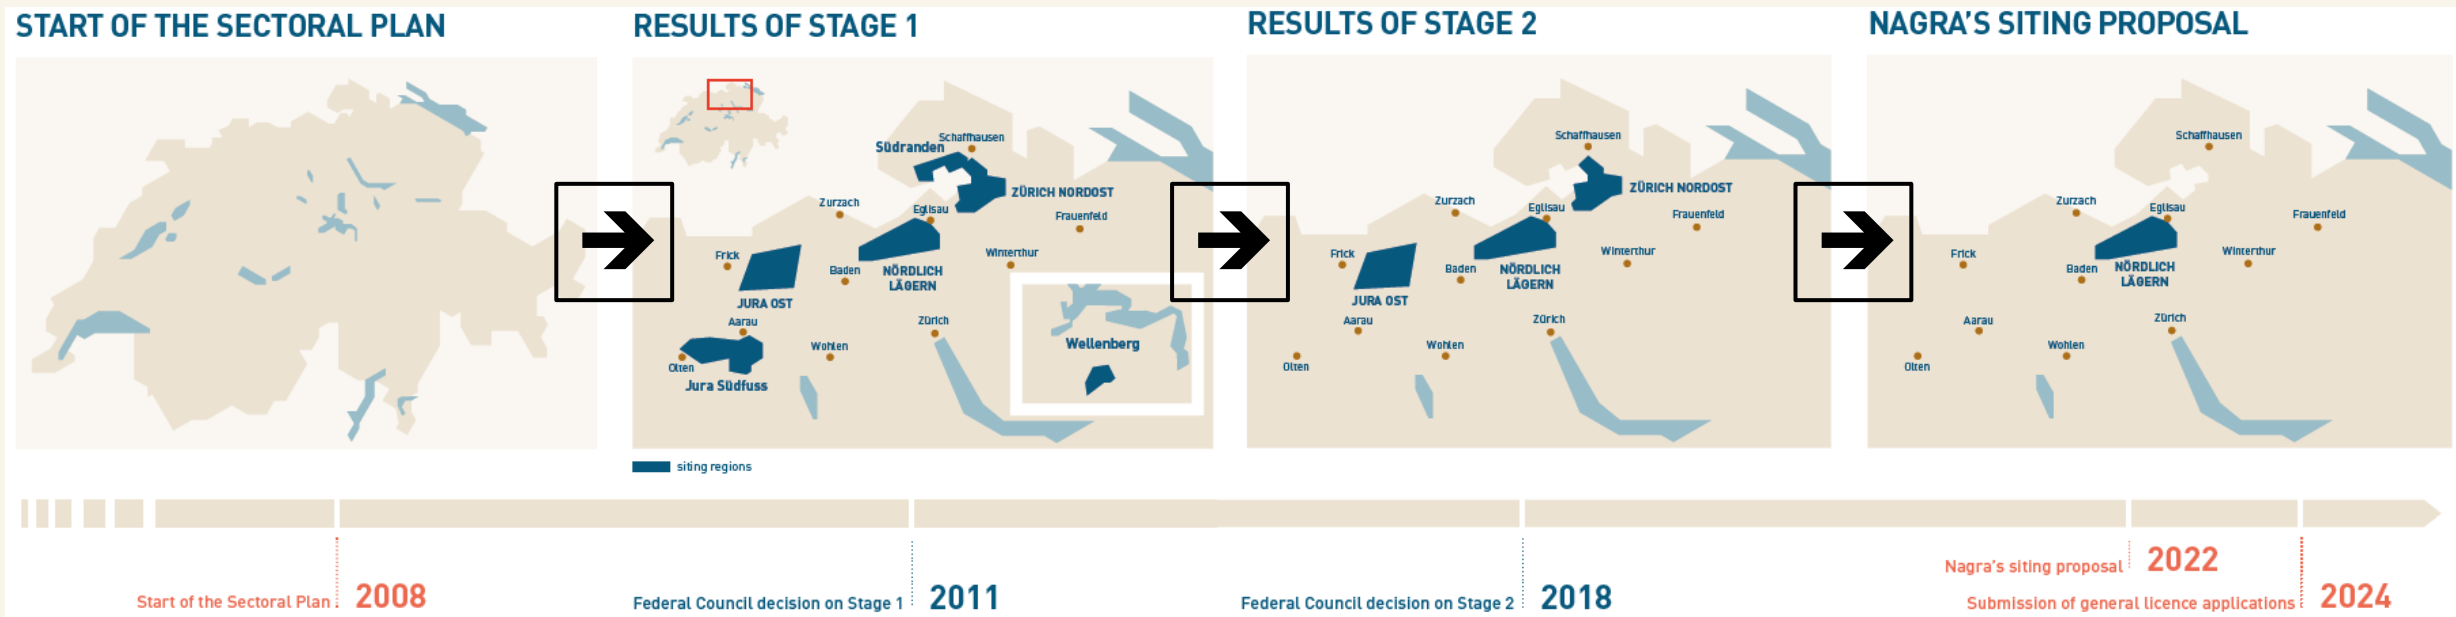 START OF THE SECTORAL PLAN
RESULTS OF STAGE 1
Schaffhausen
Südranden
ZÜRICH NORDOST
Zurzach
Eglisau
Frauenfeld
Frick
Winterthur
Baden
NÖRDLICH
LÄGERN
JURA OST
Aarau
Zürich
Wohlen
Wellenberg
Olten
Jura Südfuss
siting regions
RESULTS OF STAGE 2
Schaffhausen
ZÜRICH NORDOST
Zurzach
Eglisau
Frauenfeld
Frick
Winterthur
Baden
NÖRDLICH
LÄGERN
JURA OST
Aarau
Zürich
Wohlen
Olten
NAGRA'S SITING PROPOSAL
Schaffhausen
Zurzach
Eglisau
Frauenfeld
Frick
Winterthur
Baden
NÖRDLICH
LÄGERN
Aarau
Zürich
Wohlen
Olten
Start of the Sectoral Plan 2008
Federal Council decision on Stage 1 2011
Federal Council decision on Stage 2 2018
Nagra's siting proposal 2022
Submission of general licence applications 2024